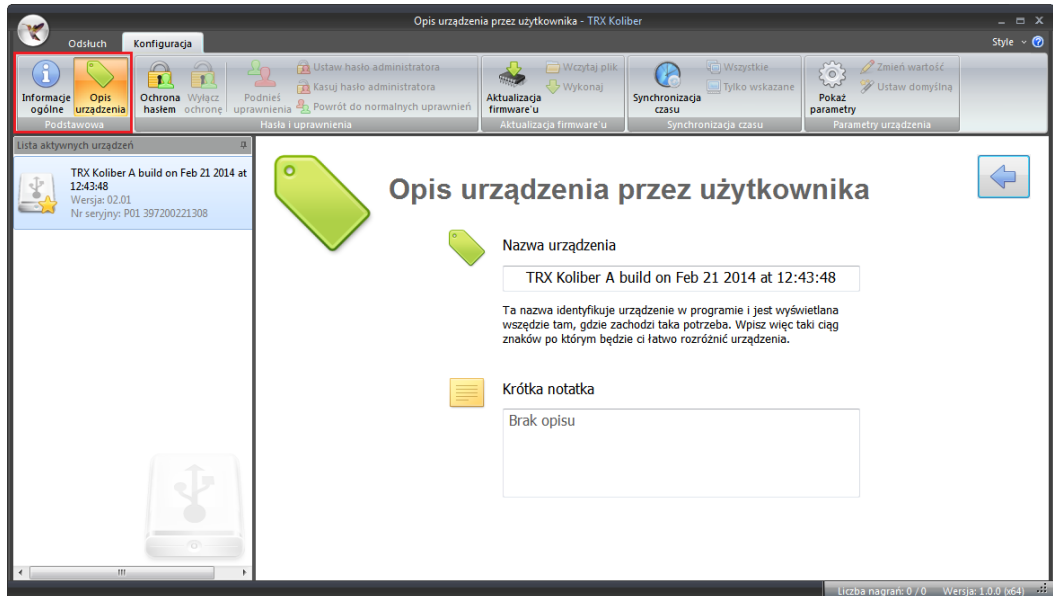 Opis urządzenia przez użytkownika - TRX Koliber
Odsłuch Konfiguracja Style
Informacje ogólne
Opis urządzenia
Podstawowa
Ochrona hasłem
Wyłącz ochronę
Podnieś uprawnienia
Ustaw hasło administratora
Kasuj hasło administratora
Powrót do normalnych uprawnień
Hasła i uprawnienia
Aktualizacja firmware'u
Wczytaj plik
Wykonaj
Aktualizacja firmware'u
Synchronizacja czasu
Wszystkie
Tylko wskazane
Synchronizacja czasu
Pokaż parametry
Zmień wartość
Ustaw domyślną
Parametry urządzenia
Lista aktywnych urządzeń
TRX Koliber A build on Feb 21 2014 at
12:43:48
Wersja: 02.01
Nr seryjny: P01 397200221308
Opis urządzenia przez użytkownika
Nazwa urządzenia
TRX Koliber A build on Feb 21 2014 at 12:43:48
Ta nazwa identyfikuje urządzenie w programie i jest wyświetlana
wszędzie tam, gdzie zachodzi taka potrzeba. Wpisz więc taki ciąg
znaków po którym będzie ci łatwo rozróżnić urządzenia.
Krótka notatka
Brak opisu
Liczba nagrań: 0 / 0 Wersja: 1.0.0 (x64)